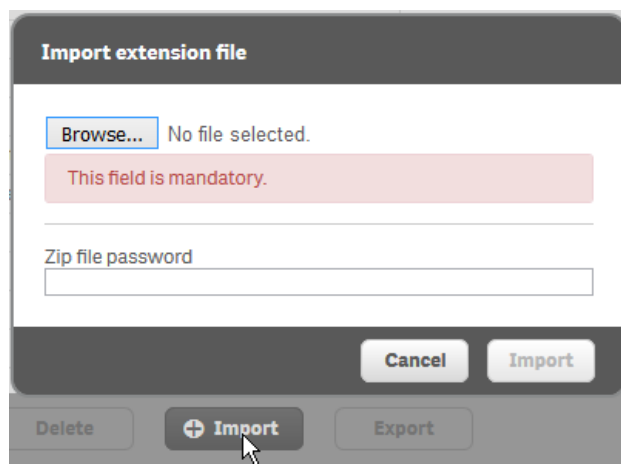 Import extension file
Browse... No file selected.
This field is mandatory.
Zip file password
Cancel Import
Delete Import Export